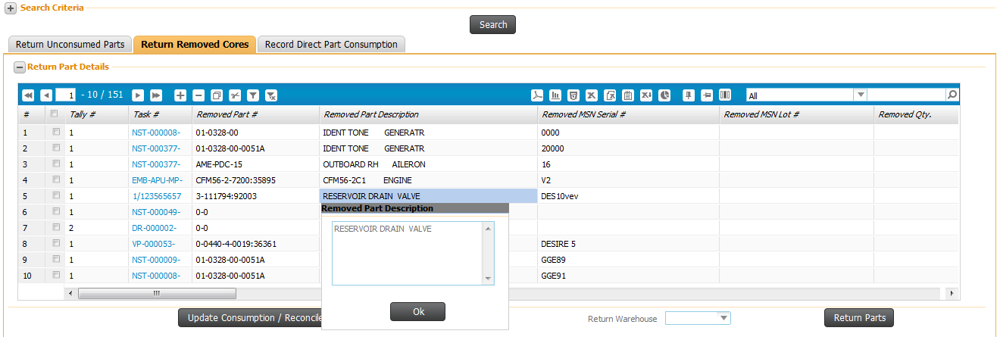 Search Criteria
Search
Return Unconsumed Parts Return Removed Cores Record Direct Part Consumption
Return Part Details
1 - 10 / 151 All
# Tally # Task # Removed Part # Removed Part Description Removed MSN Serial # Removed MSN Lot # Removed Qty.
1 1 NST-000008- 01-0328-00 IDENT TONE GENERATR 0000
2 1 NST-000377- 01-0328-00-0051A IDENT TONE GENERATR 20000
3 1 NST-000377- AME-PDC-15 OUTBOARD RH AILERON 16
4 1 EMB-APU-MP- CFM56-2-7200:35895 CFM56-2C1 ENGINE V2
5 1 1/123565657 3-111794:92003 RESERVOIR DRAIN VALVE DES10vev
Removed Part Description
6 1 NST-000049- 0-0
7 2 DR-000002- 0-0
RESERVOIR DRAIN VALVE
8 1 VP-000053- 0-0440-4-0019:36361 DESIRE 5
9 1 NST-000009- 01-0328-00-0051A GGE89
10 1 NST-000008- 01-0328-00-0051A GGE91
Ok
Update Consumption / Reconcile Return Warehouse Return Parts